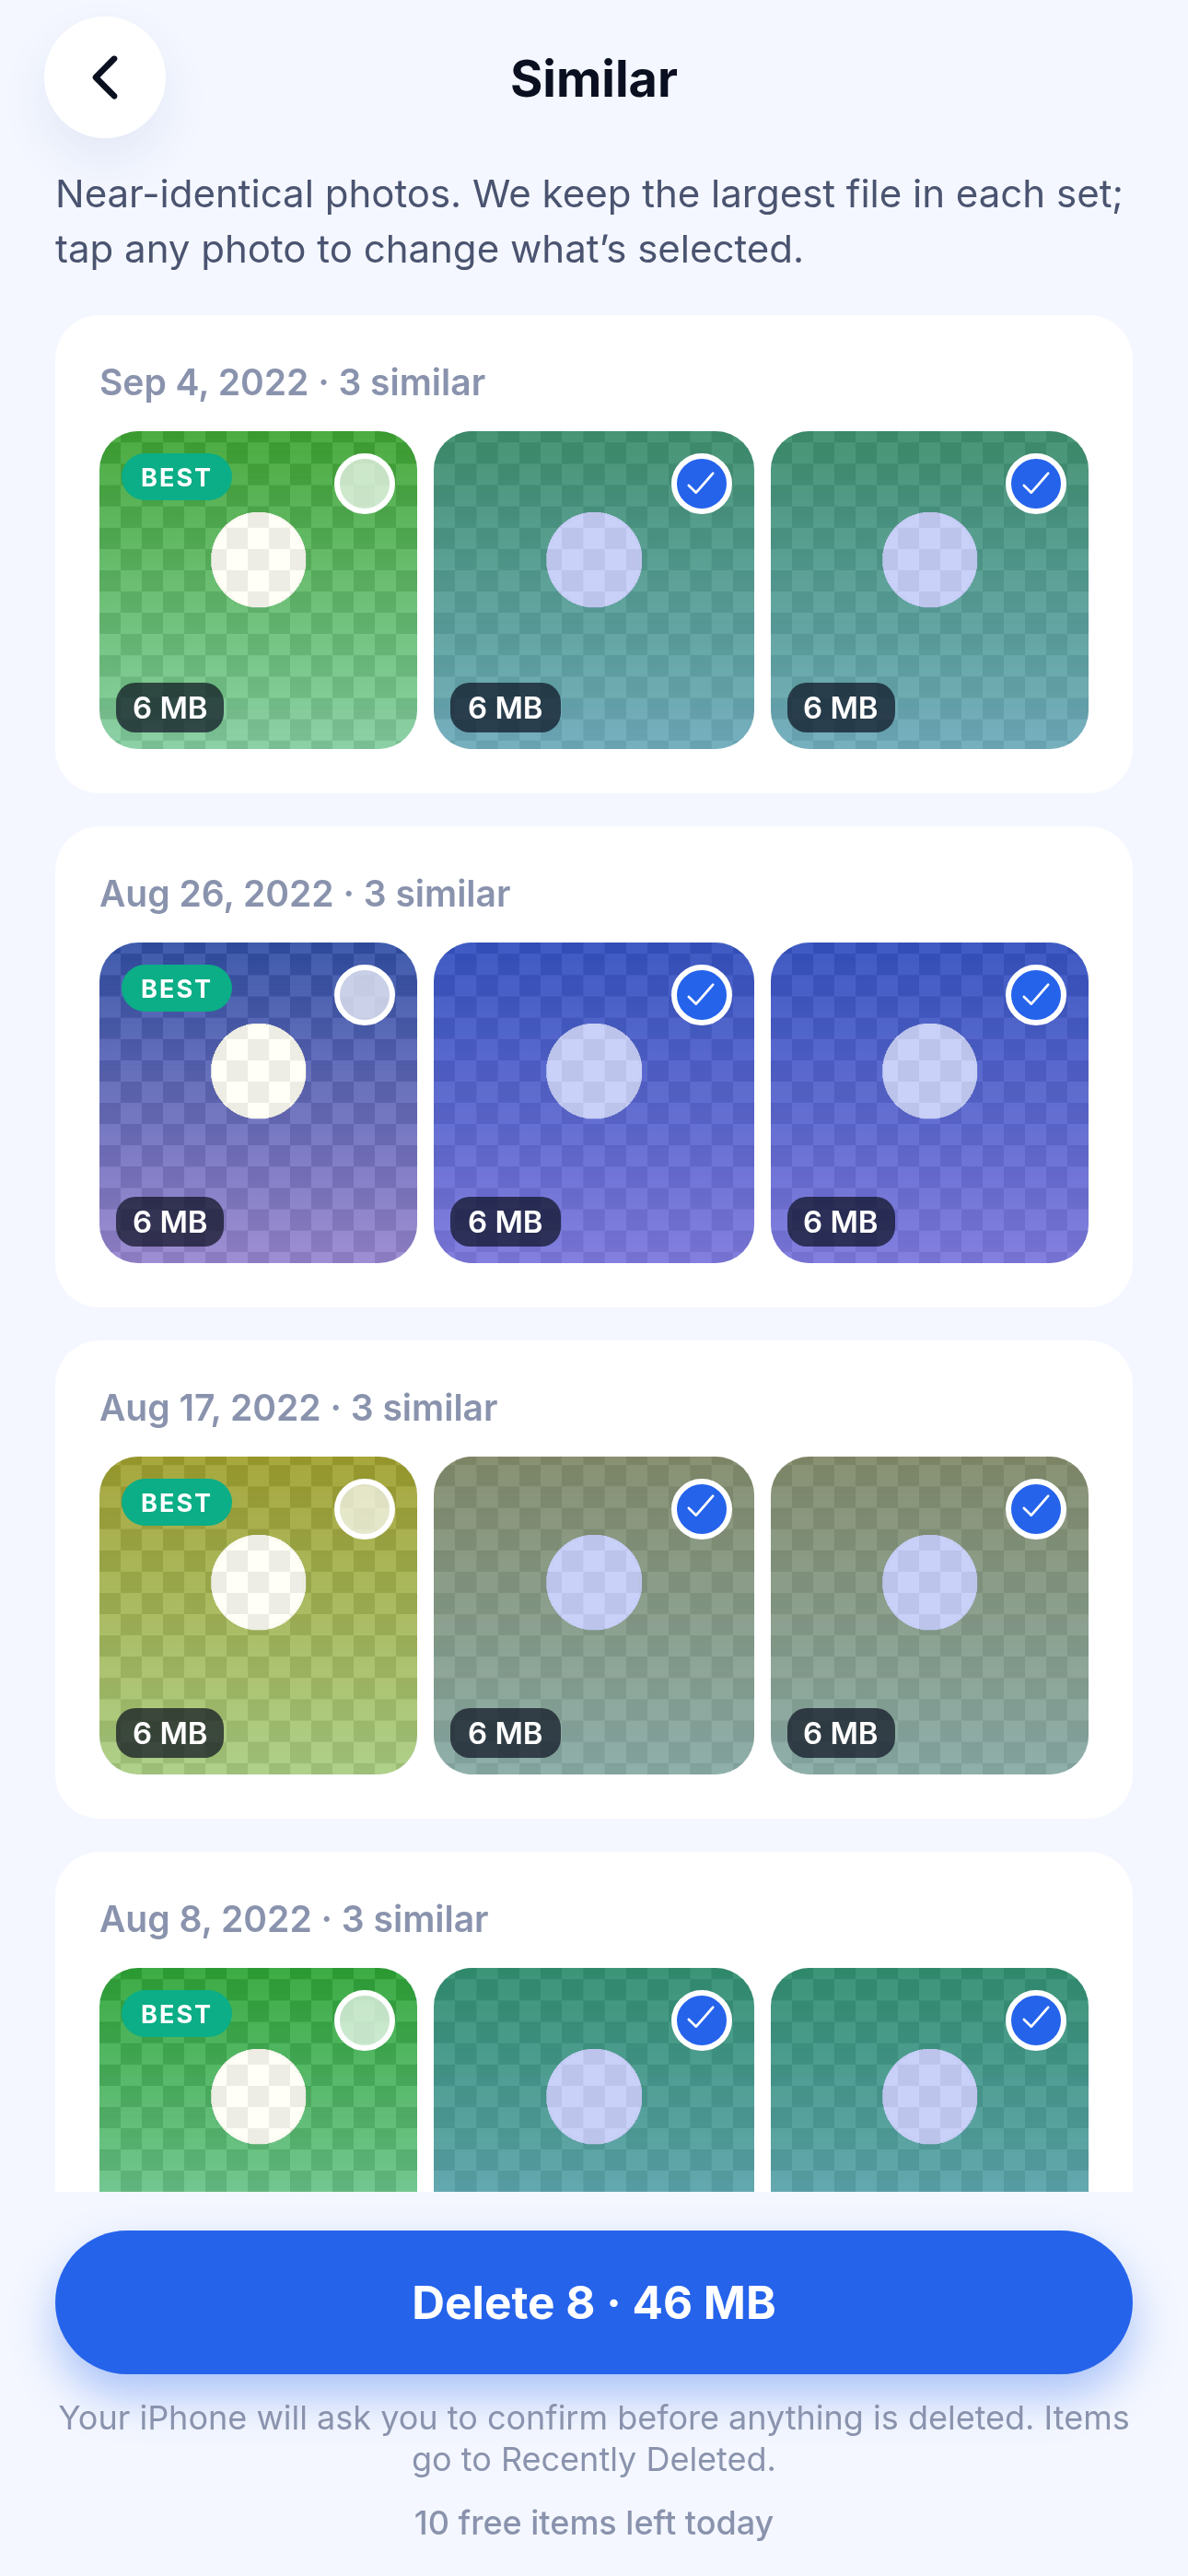 Similar
Near-identical photos. We keep the largest file in each set;
tap any photo to change what’s selected.
Sep 4, 2022 · 3 similar
BEST
6 MB
6 MB
6 MB
Aug 26, 2022 · 3 similar
BEST
6 MB
6 MB
6 MB
Aug 17, 2022 · 3 similar
BEST
6 MB
6 MB
6 MB
Aug 8, 2022 · 3 similar
BEST
Delete 8 · 46 MB
Your iPhone will ask you to confirm before anything is deleted. Items
go to Recently Deleted.
10 free items left today